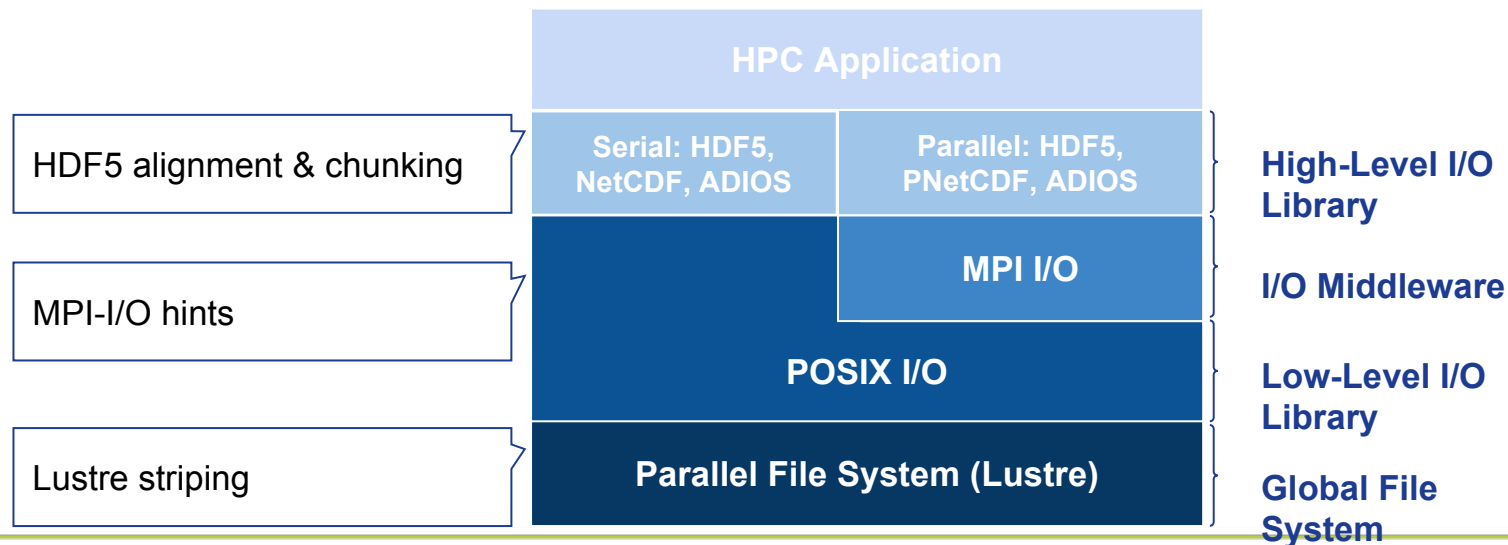 HPC Application
HDF5 alignment & chunking
Serial: HDF5,
NetCDF, ADIOS
Parallel: HDF5,
PNetCDF, ADIOS
High-Level I/O
Library
MPI-I/O hints
MPI I/O
I/O Middleware
POSIX I/O
Low-Level I/O
Library
Lustre striping
Parallel File System (Lustre)
Global File
System